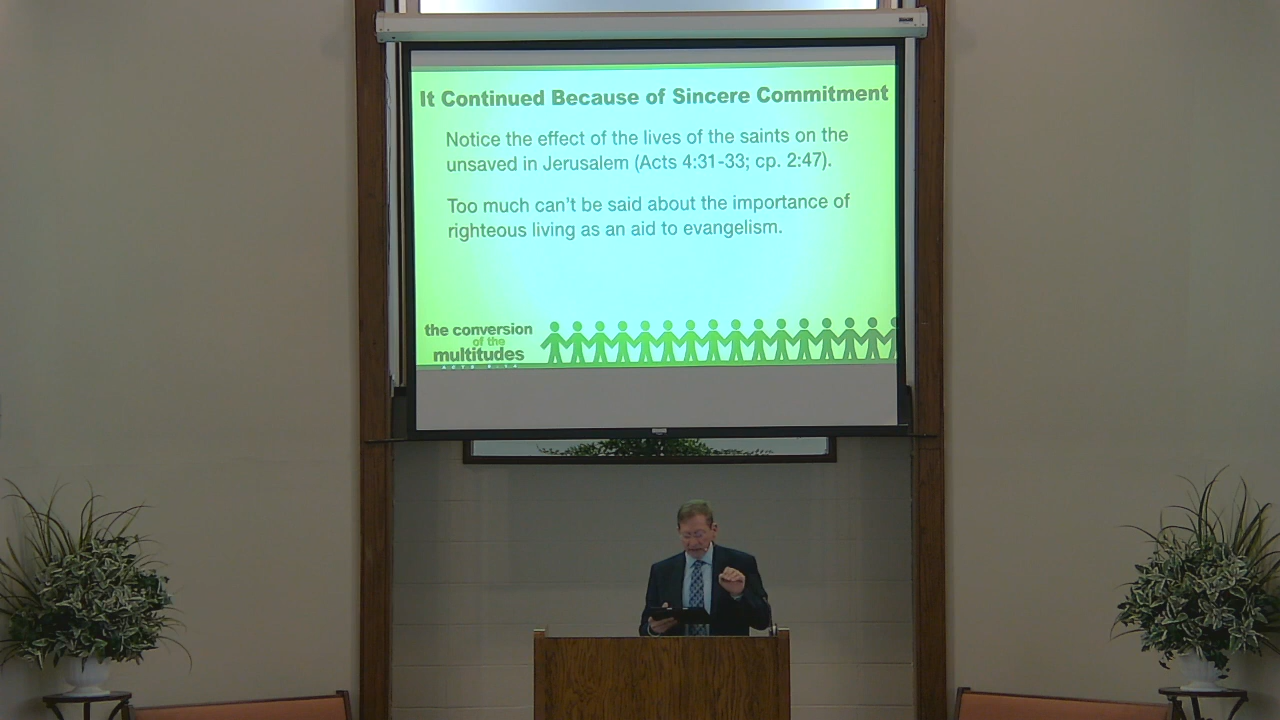 It Continued Because of Sincere Commitment
Notice the effect of the lives of the saints on the
unsaved in Jerusalem (Acts 4:31-33; cp. 2:47).
Too much can't be said about the importance of
righteous living as an aid to evangelism.
the conversion
of the
multitudes
ACTS